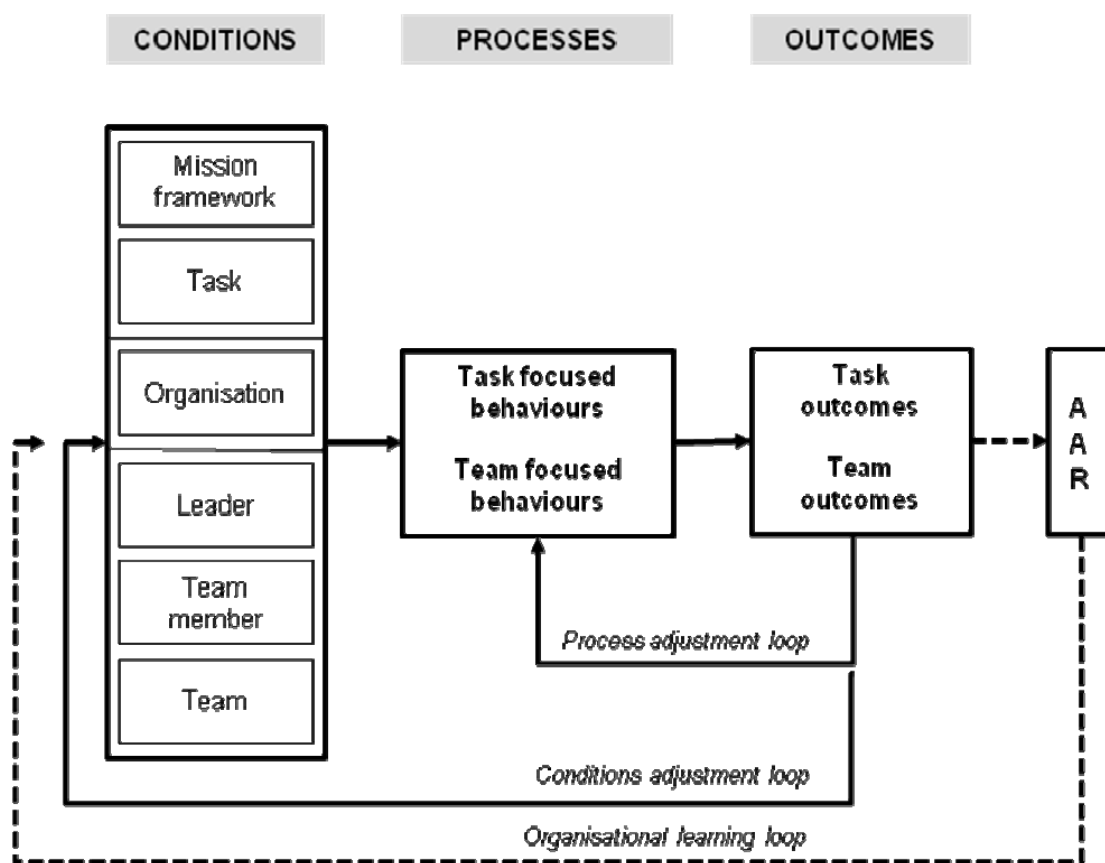 CONDITIONS
PROCESSES
OUTCOMES
Mission
framework
Task
Organisation
Leader
Team
member
Team
Task focused
behaviours
Team focused
behaviours
Task
outcomes
Team
outcomes
A
A
R
Process adjustment loop
Conditions adjustment loop
Organisational learning loop